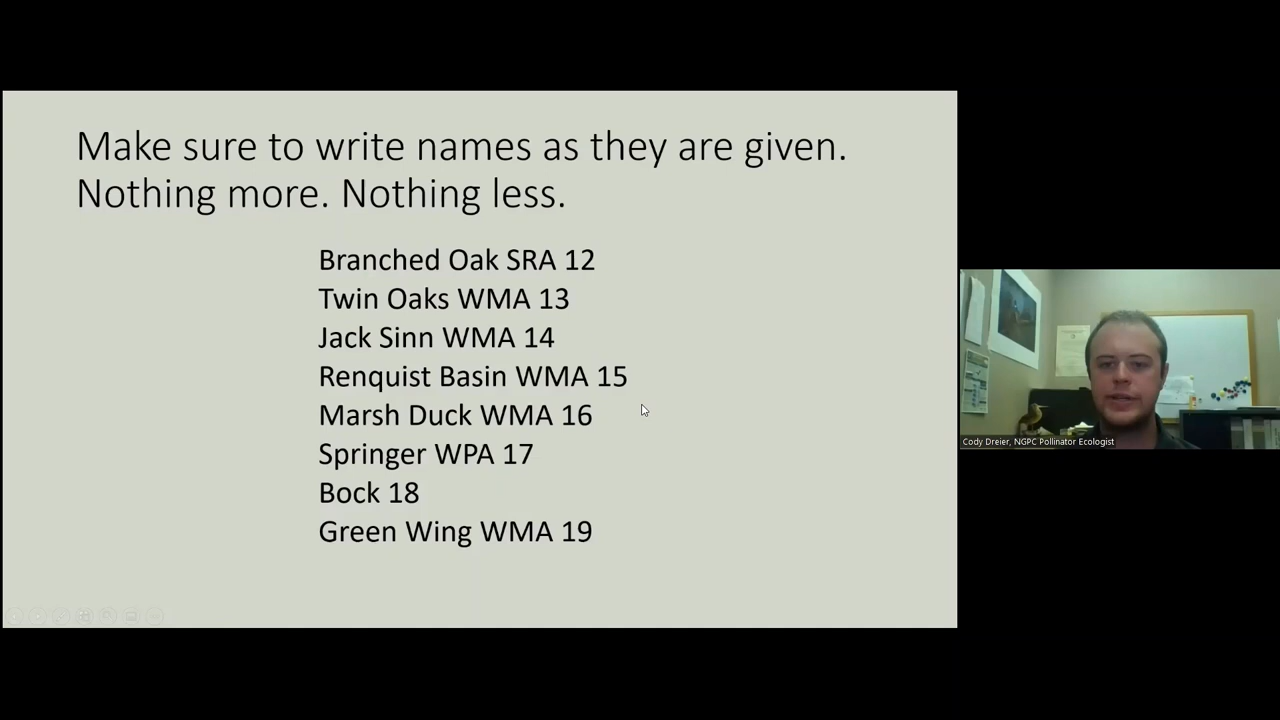 Make sure to write names as they are given.
Nothing more. Nothing less.
Branched Oak SRA 12
Twin Oaks WMA 13
Jack Sinn WMA 14
Renquist Basin WMA 15
Marsh Duck WMA 16
Springer WPA 17
Bock 18
Green Wing WMA 19
Cody Dreier, NGPC Pollinator Ecologist